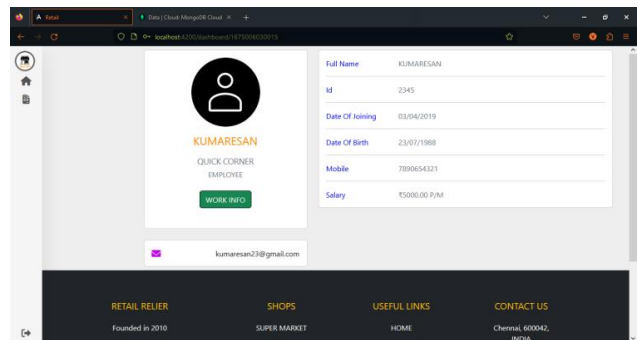 Retail
Data | Cloud: MongoDB Cloud
localhost:4200/dashboard/1675006030015
KUMARESAN
QUICK CORNER
EMPLOYEE
WORK INFO
kumaresan23@gmail.com
Full Name KUMARESAN
Id 2345
Date Of Joining 03/04/2019
Date Of Birth 23/07/1988
Mobile 7890654321
Salary ₹5000.00 P/M
RETAIL RELIER SHOPS USEFUL LINKS CONTACT US
Founded in 2010 SUPER MARKET HOME Chennai, 600042,
INDIA